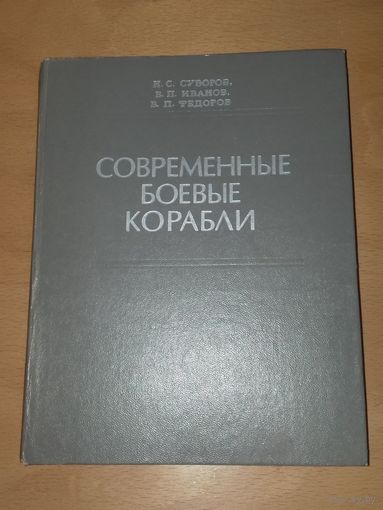 Н. С. СУВОРОВ,
В. П. ИВАНОВ,
В. П. ФЕДОРОВ
СОВРЕМЕННЫЕ
БОЕВЫЕ
КОРАБЛИ